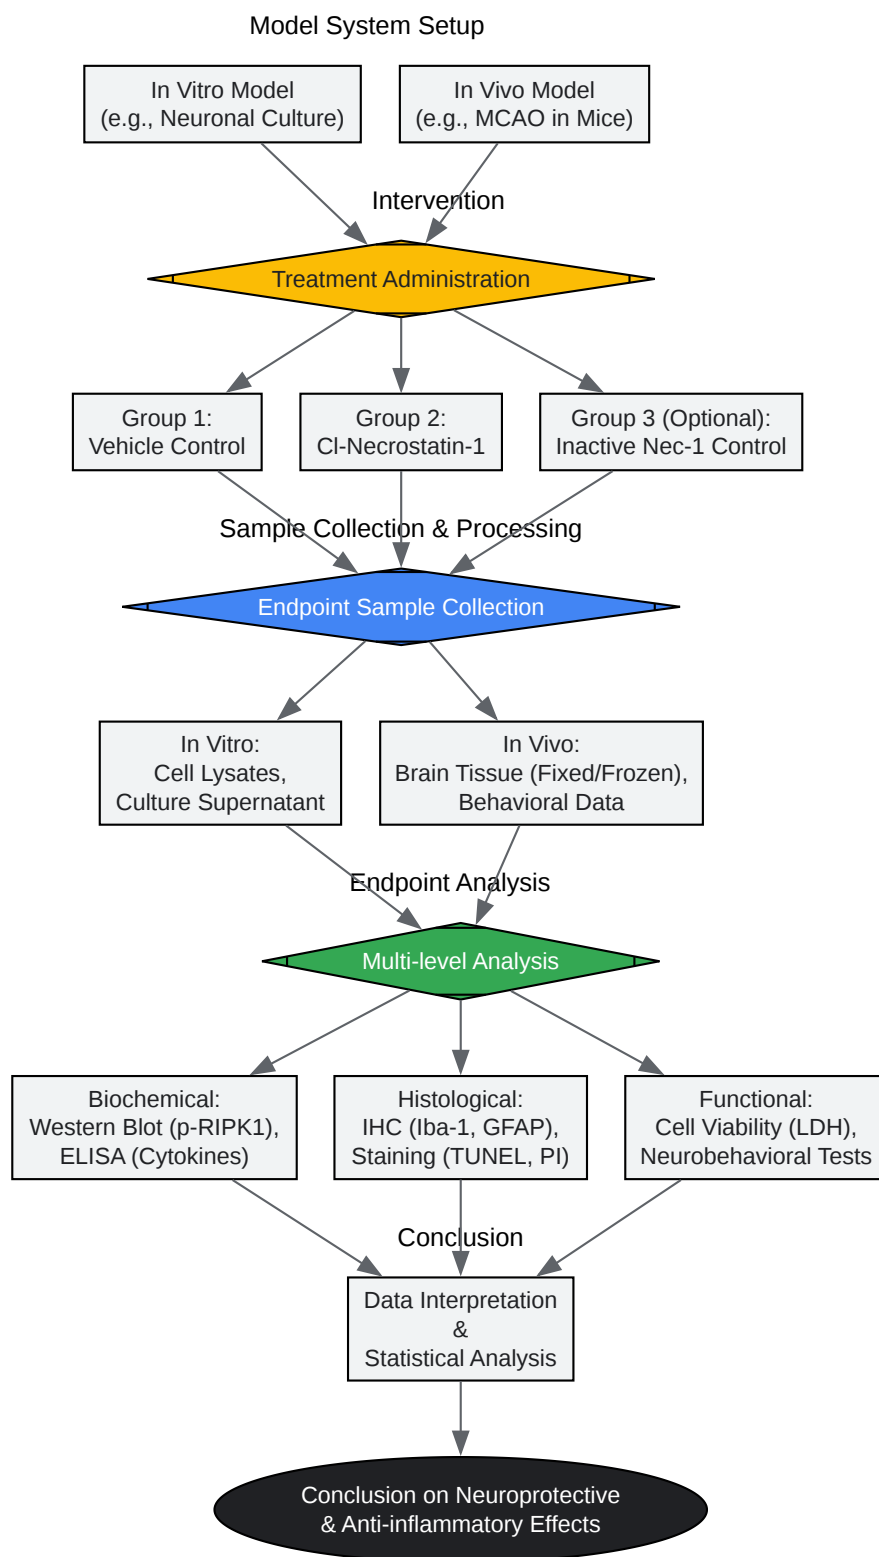 Model System Setup
In Vitro Model
(e.g., Neuronal Culture)
In Vivo Model
(e.g., MCAO in Mice)
Intervention
Treatment Administration
Group 1:
Vehicle Control
Group 2:
Cl-Necrostatin-1
Group 3 (Optional):
Inactive Nec-1 Control
Sample Collection & Processing
Endpoint Sample Collection
In Vitro:
Cell Lysates,
Culture Supernatant
In Vivo:
Brain Tissue (Fixed/Frozen),
Behavioral Data
Endpoint Analysis
Multi-level Analysis
Biochemical:
Western Blot (p-RIPK1),
ELISA (Cytokines)
Histological:
IHC (Iba-1, GFAP),
Staining (TUNEL, PI)
Functional:
Cell Viability (LDH),
Neurobehavioral Tests
Conclusion
Data Interpretation
&
Statistical Analysis
Conclusion on Neuroprotective
& Anti-inflammatory Effects